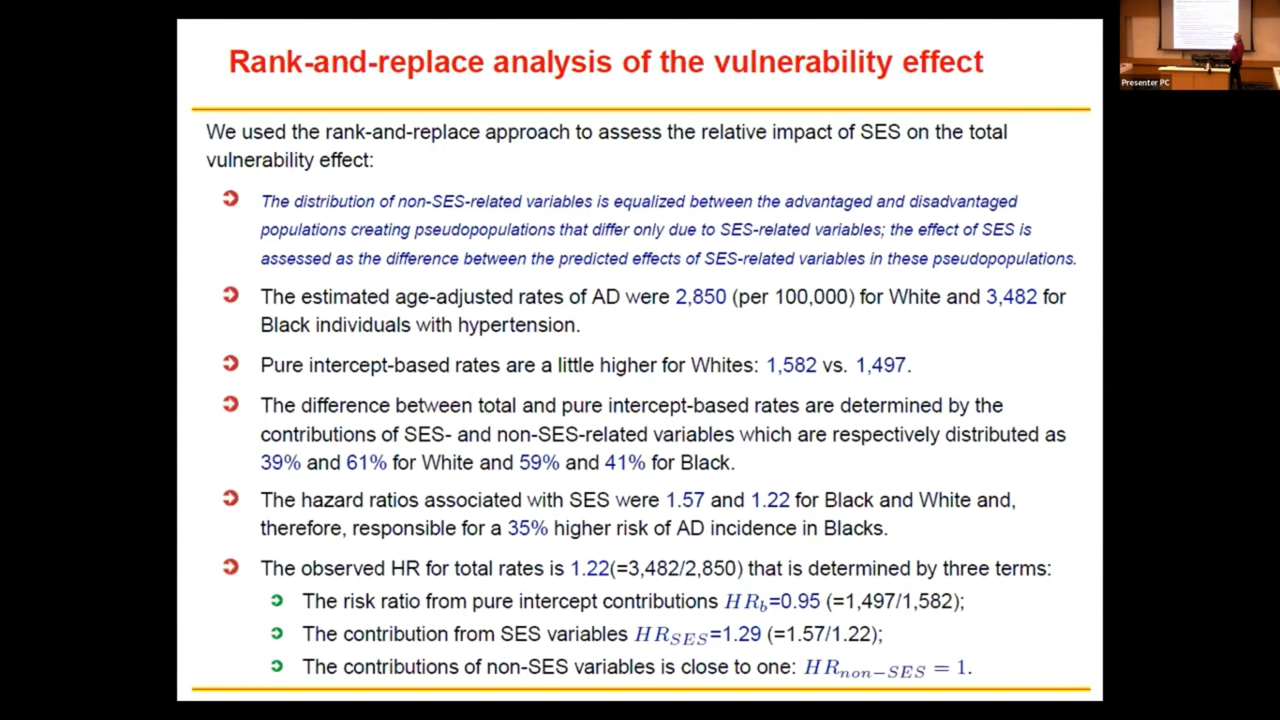 Rank-and-replace analysis of the vulnerability effect
We used the rank-and-replace approach to assess the relative impact of SES on the total
vulnerability effect:
The distribution of non-SES-related variables is equalized between the advantaged and disadvantaged
populations creating pseudopopulations that differ only due to SES-related variables; the effect of SES is
assessed as the difference between the predicted effects of SES-related variables in these pseudopopulations.
The estimated age-adjusted rates of AD were 2,850 (per 100,000) for White and 3,482 for
Black individuals with hypertension.
Pure intercept-based rates are a little higher for Whites: 1,582 vs. 1,497.
The difference between total and pure intercept-based rates are determined by the
contributions of SES- and non-SES-related variables which are respectively distributed as
39% and 61% for White and 59% and 41% for Black.
The hazard ratios associated with SES were 1.57 and 1.22 for Black and White and,
therefore, responsible for a 35% higher risk of AD incidence in Blacks.
The observed HR for total rates is 1.22(=3,482/2,850) that is determined by three terms:
The risk ratio from pure intercept contributions HR_b=0.95 (=1,497/1,582);
The contribution from SES variables HR_SES=1.29 (=1.57/1.22);
The contributions of non-SES variables is close to one: HR_non−SES = 1.
Presenter PC